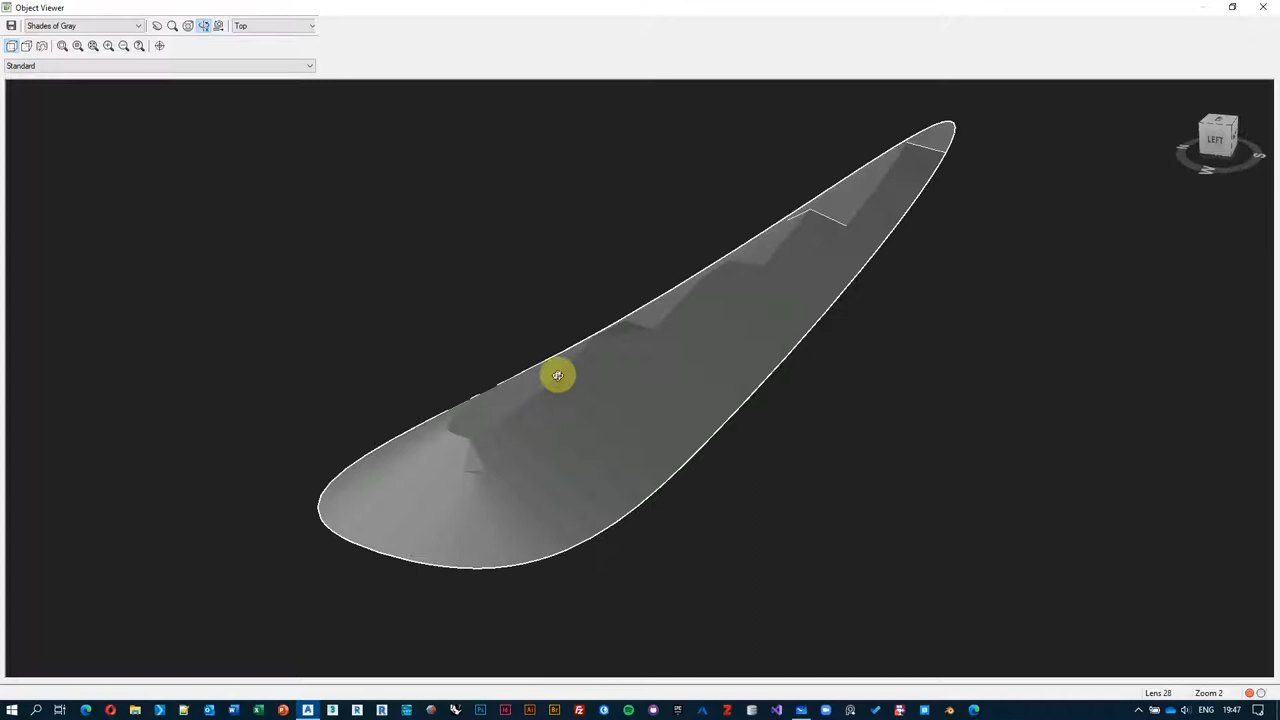 Object Viewer
Shades of Gray
Top
Standard
LEFT
S
W
Lens 28
Zoom 2
ENG
19:47